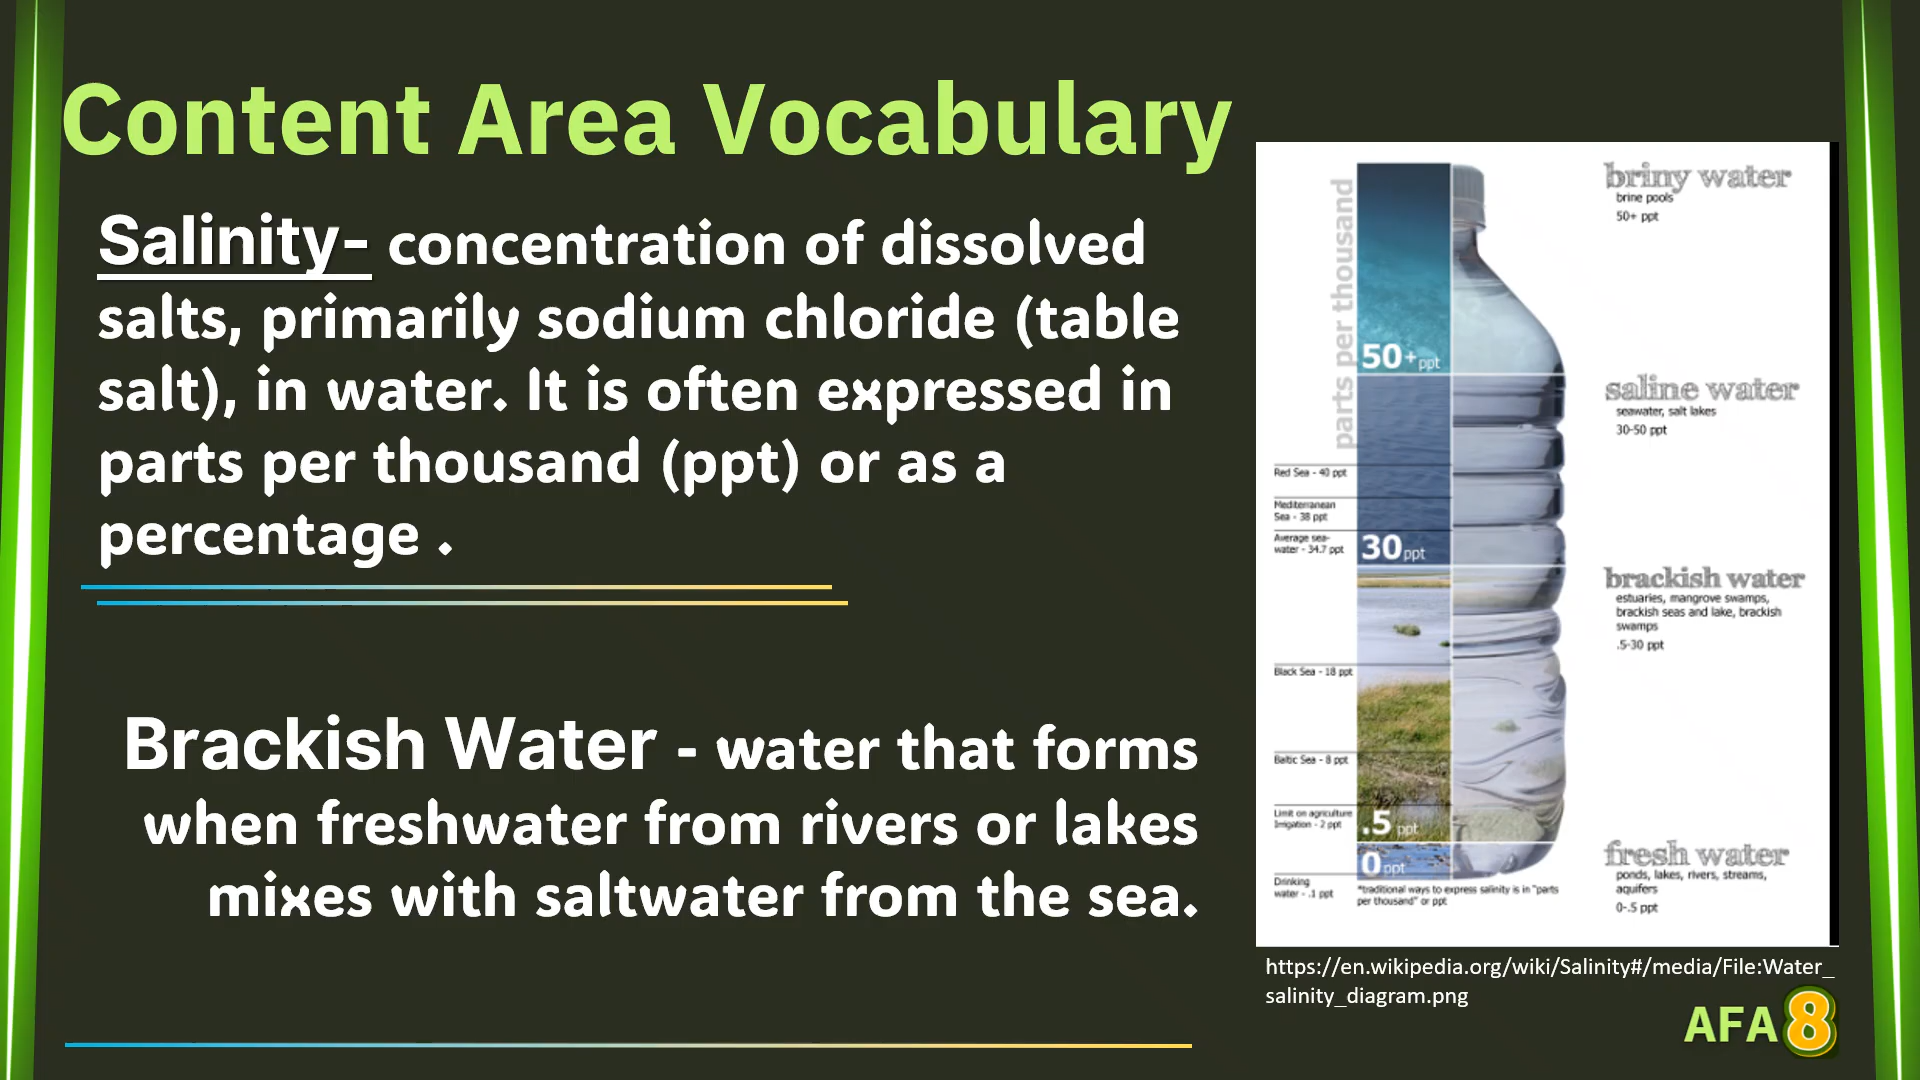 Content Area Vocabulary
Salinity- concentration of dissolved
salts, primarily sodium chloride (table
salt), in water. It is often expressed in
parts per thousand (ppt) or as a
percentage .
Brackish Water - water that forms
when freshwater from rivers or lakes
mixes with saltwater from the sea.
parts per thousand
50+ppt
30ppt
.5 ppt
0ppt
Red Sea - 40 ppt
Mediterranean
Sea - 38 ppt
Average sea-
water - 34.7 ppt
Black Sea - 18 ppt
Baltic Sea - 8 ppt
Limit on agriculture
Irrigation - 2 ppt
Drinking
water - .1 ppt
*traditional ways to express salinity is in "parts
per thousand" or ppt
briny water
brine pools
50+ ppt
saline water
seawater, salt lakes
30-50 ppt
brackish water
estuaries, mangrove swamps,
brackish seas and lake, brackish
swamps
.5-30 ppt
fresh water
ponds, lakes, rivers, streams,
aquifers
0-.5 ppt
https://en.wikipedia.org/wiki/Salinity#/media/File:Water_
salinity_diagram.png
AFA8